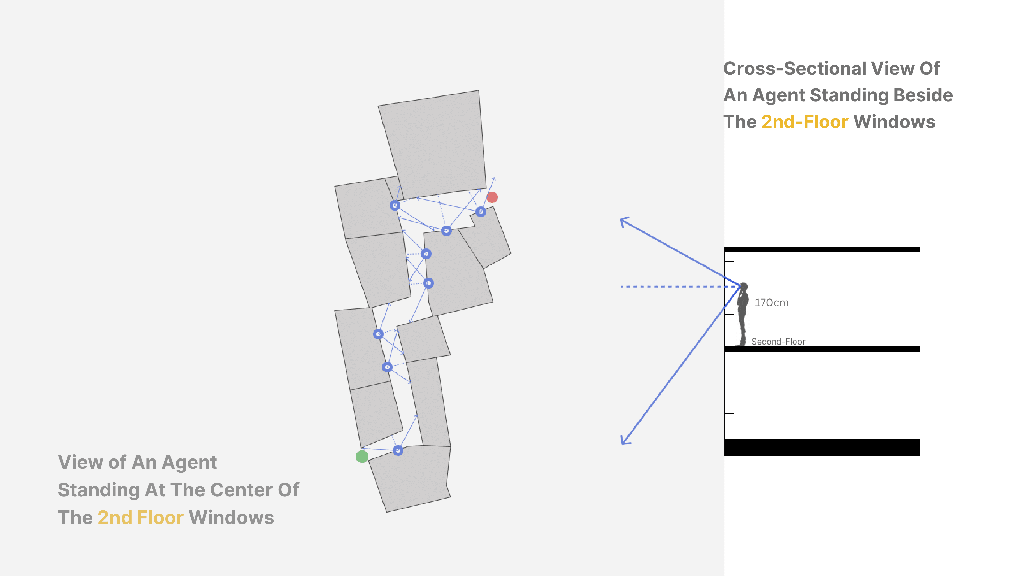 Cross-Sectional View Of
An Agent Standing Beside
The 2nd-Floor Windows
170cm
Second Floor
View of An Agent
Standing At The Center Of
The 2nd Floor Windows